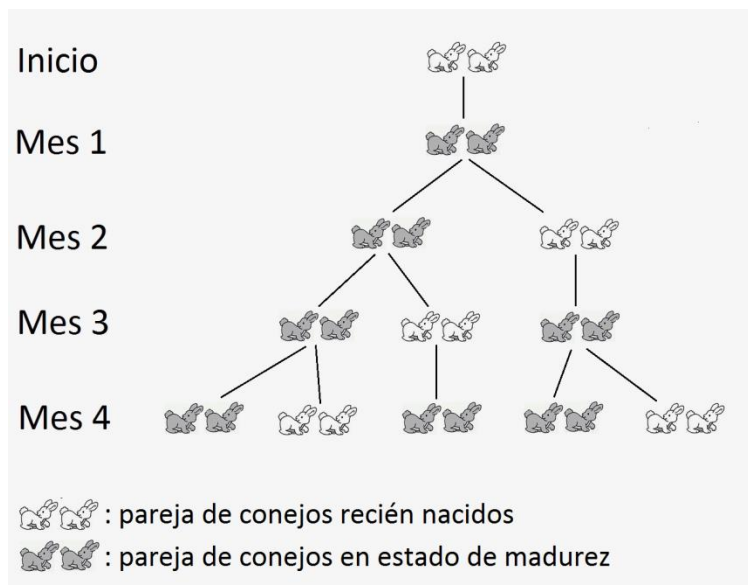 Inicio
Mes 1
Mes 2
Mes 3
Mes 4
: pareja de conejos recién nacidos
: pareja de conejos en estado de madurez